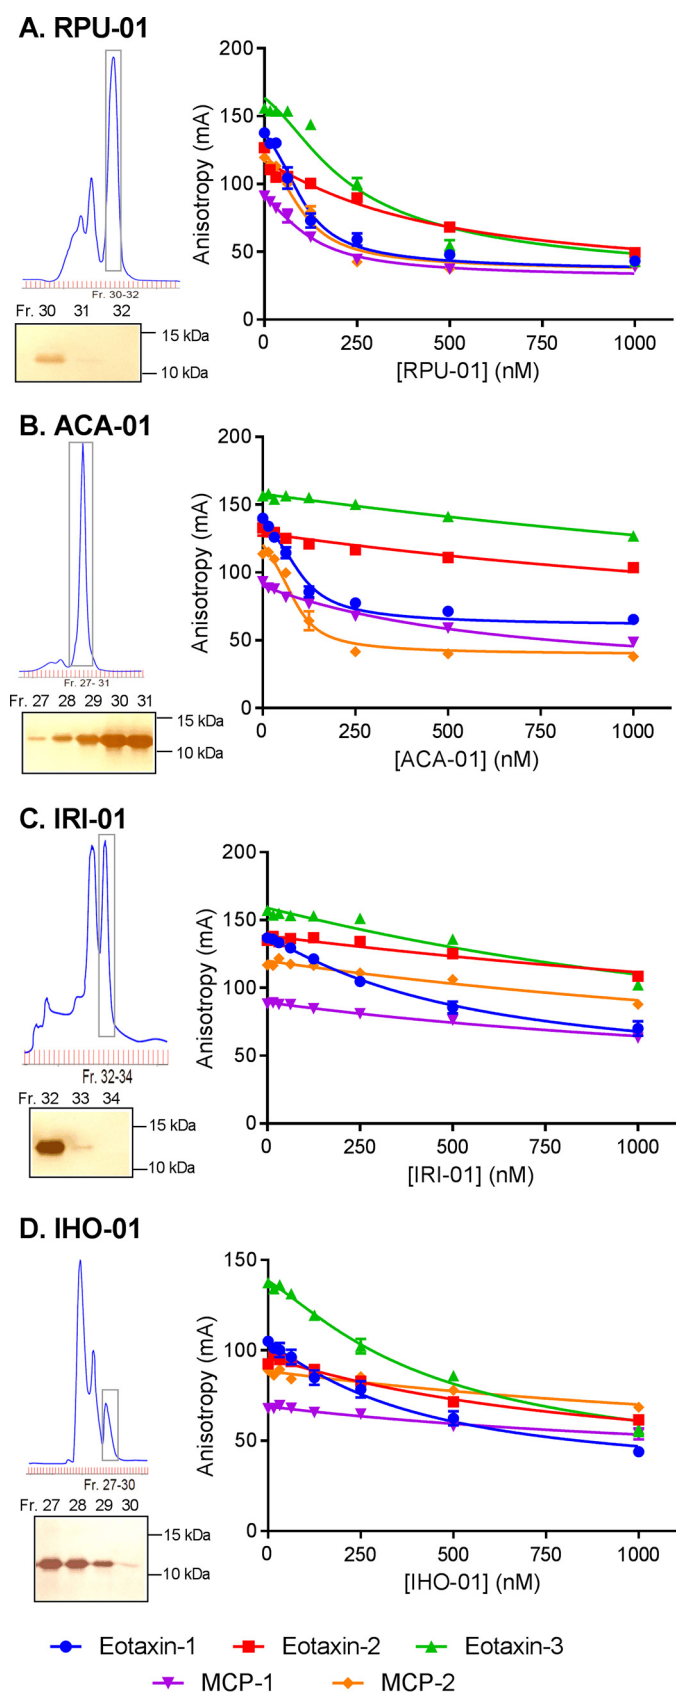 A. RPU-01
Fr. 30-32
Fr. 30 31 32
15 kDa
10 kDa
Anisotropy (mA)
200
150
100
50
0
0 250 500 750 1000
[RPU-01] (nM)
B. ACA-01
Fr. 27- 31
Fr. 27 28 29 30 31
15 kDa
10 kDa
Anisotropy (mA)
200
150
100
50
0
0 250 500 750 1000
[ACA-01] (nM)
C. IRI-01
Fr. 32-34
Fr. 32 33 34
15 kDa
10 kDa
Anisotropy (mA)
200
150
100
50
0
0 250 500 750 1000
[IRI-01] (nM)
D. IHO-01
Fr. 27-30
Fr. 27 28 29 30
15 kDa
10 kDa
Anisotropy (mA)
150
100
50
0
0 250 500 750 1000
[IHO-01] (nM)
Eotaxin-1 Eotaxin-2 Eotaxin-3
MCP-1 MCP-2